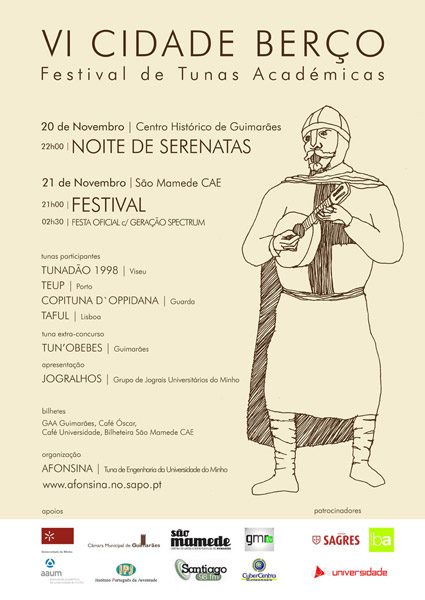 VI CIDADE BERÇO
Festival de Tunas Académicas
20 de Novembro | Centro Histórico de Guimarães
22h00 | NOITE DE SERENATAS
21 de Novembro | São Mamede CAE
21h00 | FESTIVAL
02h30 | FESTA OFICIAL c/ GERAÇÃO SPECTRUM
tunas participantes
TUNADÃO 1998 | Viseu
TEUP | Porto
COPITUNA D`OPPIDANA | Guarda
TAFUL | Lisboa
tuna extra-concurso
TUN'OBEBES | Guimarães
apresentação
JOGRALHOS | Grupo de Jograis Universitários do Minho
bilhetes
GAA Guimarães, Café Óscar,
Café Universidade, Bilheteira São Mamede CAE
organização
AFONSINA | Tuna de Engenharia da Universidade do Minho
www.afonsina.no.sapo.pt
apoios
patrocinadores
Universidade do Minho
Câmara Municipal de Guimarães
são mamede
gmr tv
SAGRES
ba
aaum
Instituto Português da Juventude
Santiago
98 fm
CyberCentro
universidade